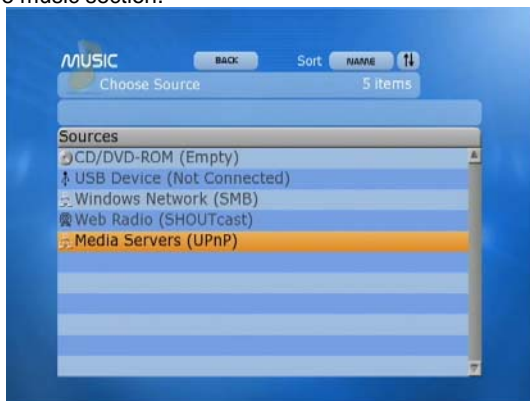 e music section.
MUSIC BACK Sort NAME
Choose Source 5 items
Sources
CD/DVD-ROM (Empty)
USB Device (Not Connected)
Windows Network (SMB)
Web Radio (SHOUTcast)
Media Servers (UPnP)